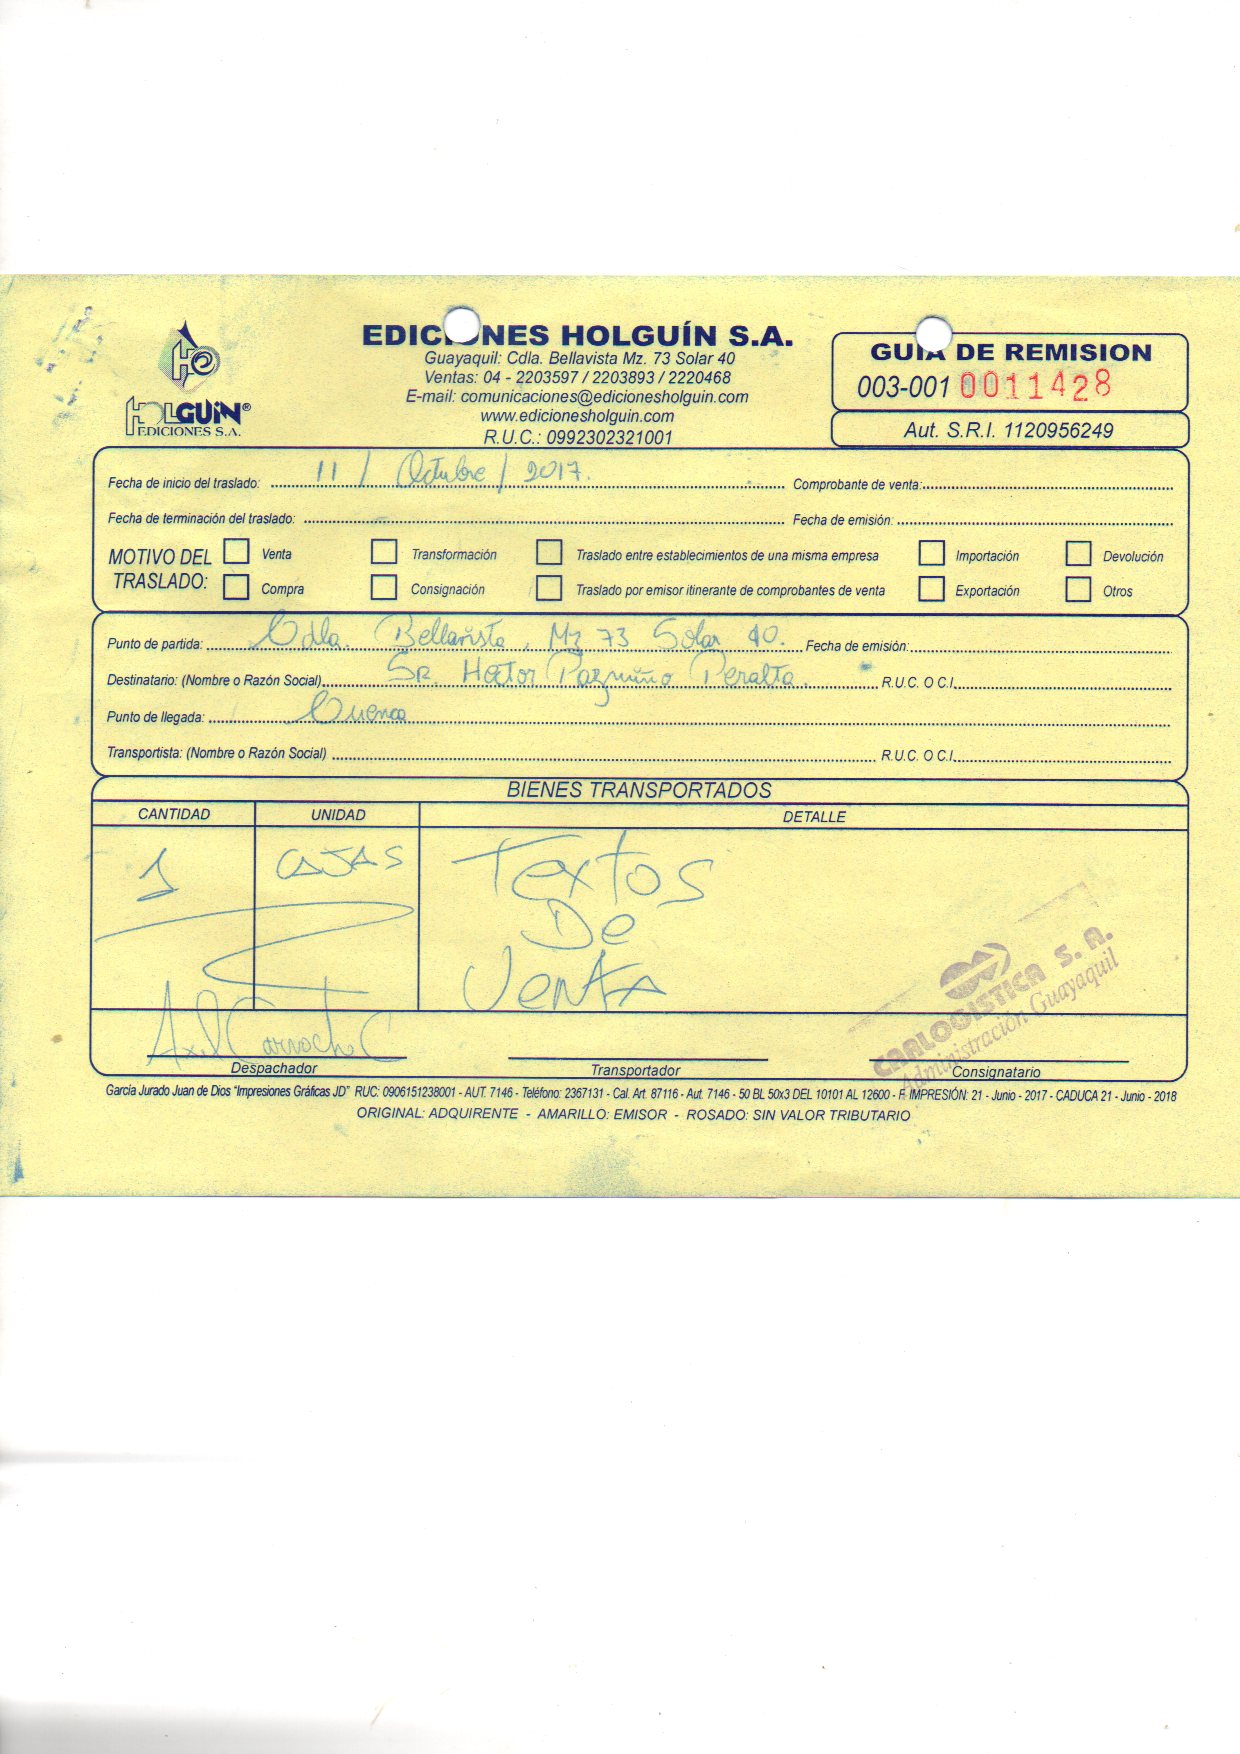 HOLGUÍN®
EDICIONES S.A.
EDICIONES HOLGUÍN S.A.
Guayaquil: Cdla. Bellavista Mz. 73 Solar 40
Ventas: 04 - 2203597 / 2203893 / 2220468
E-mail: comunicaciones@edicionesholguin.com
www.edicionesholguin.com
R.U.C.: 0992302321001
GUIA DE REMISION
003-001 0011428
Aut. S.R.I. 1120956249
Fecha de inicio del traslado: 11 / Octubre / 2017. Comprobante de venta:
Fecha de terminación del traslado: Fecha de emisión:
MOTIVO DEL TRASLADO:
Venta Transformación Traslado entre establecimientos de una misma empresa Importación Devolución
Compra Consignación Traslado por emisor itinerante de comprobantes de venta Exportación Otros
Punto de partida: Cdla. Bellavista, Mz 73 Solar 40. Fecha de emisión:
Destinatario: (Nombre o Razón Social) Sr. Hector Pazmiño Peralta. R.U.C. O C.I.
Punto de llegada: Cuenca
Transportista: (Nombre o Razón Social) R.U.C. O C.I.
BIENES TRANSPORTADOS
CANTIDAD UNIDAD DETALLE
1 CAJAS Textos
De
Venta
CARLOGISTICA S. A.
Administración Guayaquil
Axel Carroche C
Despachador Transportador Consignatario
García Jurado Juan de Dios "Impresiones Gráficas JD" RUC: 0906151238001 - AUT. 7146 - Teléfono: 2367131 - Cal. Art. 87116 - Aut. 7146 - 50 BL 50x3 DEL 10101 AL 12600 - F. IMPRESIÓN: 21 - Junio - 2017 - CADUCA 21 - Junio - 2018
ORIGINAL: ADQUIRENTE - AMARILLO: EMISOR - ROSADO: SIN VALOR TRIBUTARIO